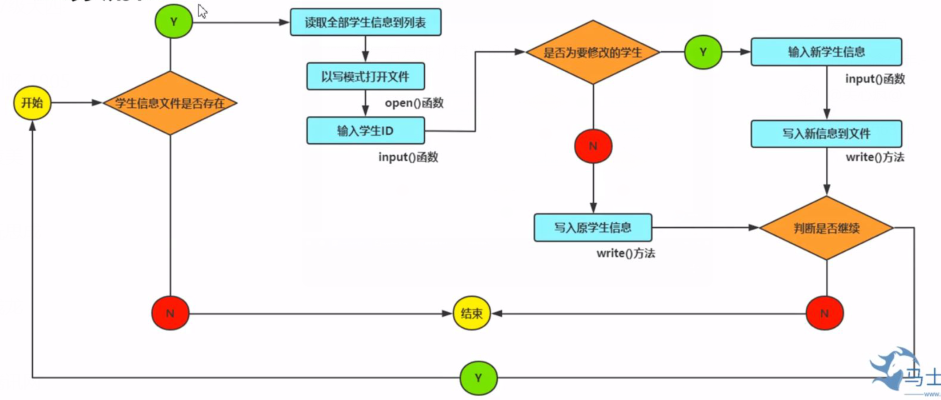 Y
读取全部学生信息到列表
是否为要修改的学生
Y
输入新学生信息
input()函数
以写模式打开文件
open()函数
开始
学生信息文件是否存在
输入学生ID
input()函数
N
写入新信息到文件
write()方法
写入原学生信息
write()方法
判断是否继续
N
结束
N
Y
马士
www.